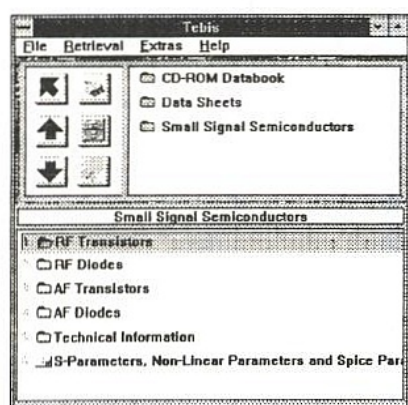 Tebis
File Retrieval Extras Help
CD-ROM Databook
Data Sheets
Small Signal Semiconductors
Small Signal Semiconductors
RF Transistors
RF Diodes
AF Transistors
AF Diodes
Technical Information
S-Parameters, Non-Linear Parameters and Spice Par